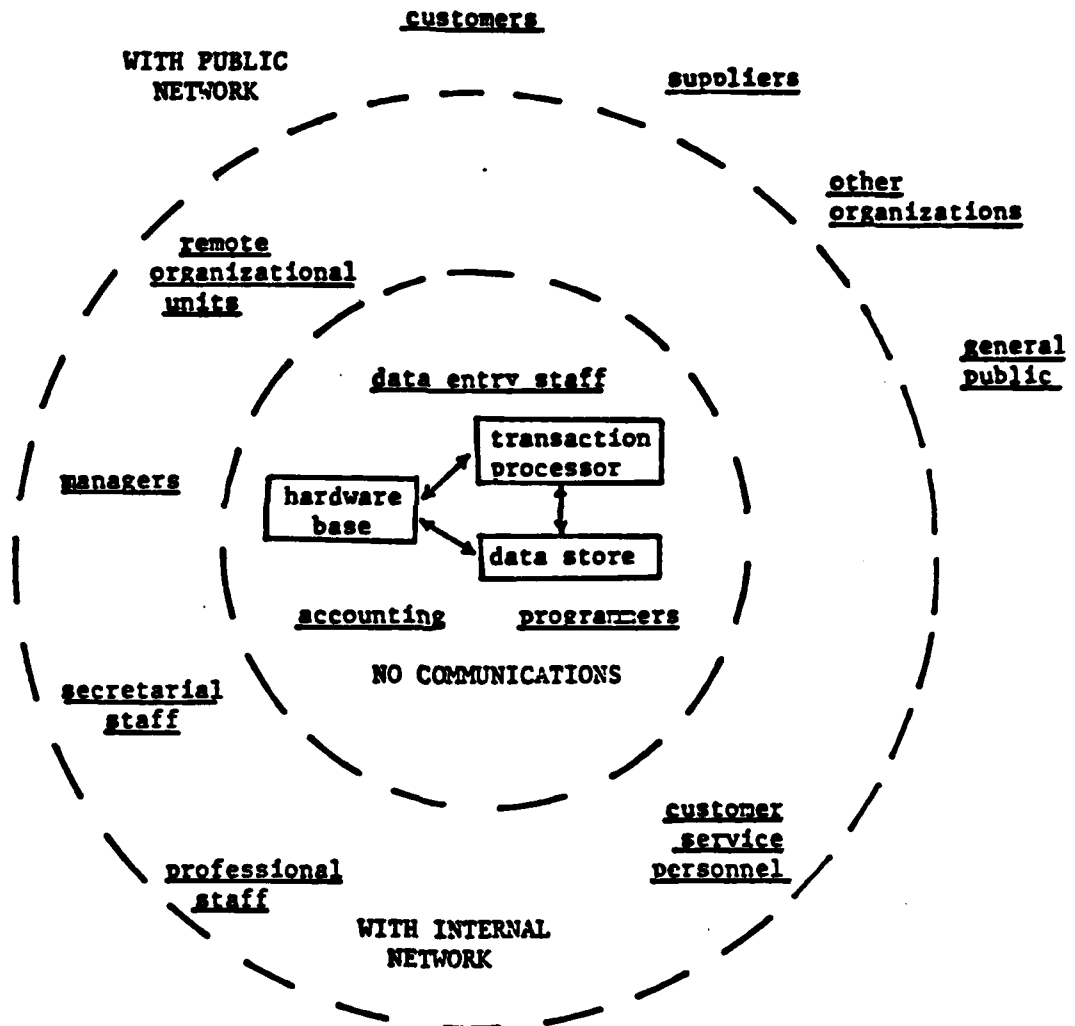 customers
WITH PUBLIC
NETWORK
suppliers
other
organizations
remote
organizational
units
general
public
data entry staff
transaction
processor
managers
hardware
base
data store
accounting
programmers
NO COMMUNICATIONS
secretarial
staff
customer
service
personnel
professional
staff
WITH INTERNAL
NETWORK